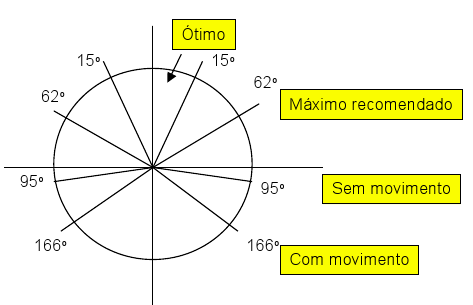 Ótimo
15º
15º
62º
62º
Máximo recomendado
95º
95º
Sem movimento
166º
166º
Com movimento